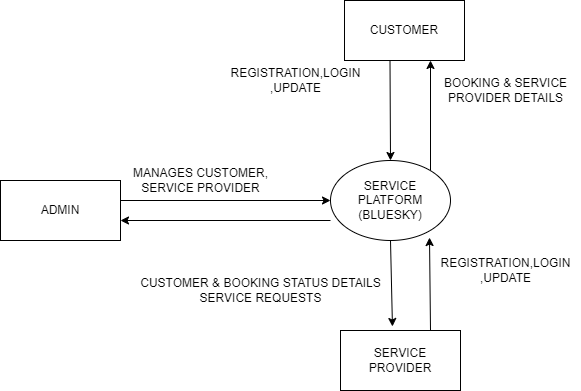 CUSTOMER
REGISTRATION,LOGIN
,UPDATE
BOOKING & SERVICE
PROVIDER DETAILS
MANAGES CUSTOMER,
SERVICE PROVIDER
ADMIN
SERVICE
PLATFORM
(BLUESKY)
CUSTOMER & BOOKING STATUS DETAILS
SERVICE REQUESTS
REGISTRATION,LOGIN
,UPDATE
SERVICE
PROVIDER